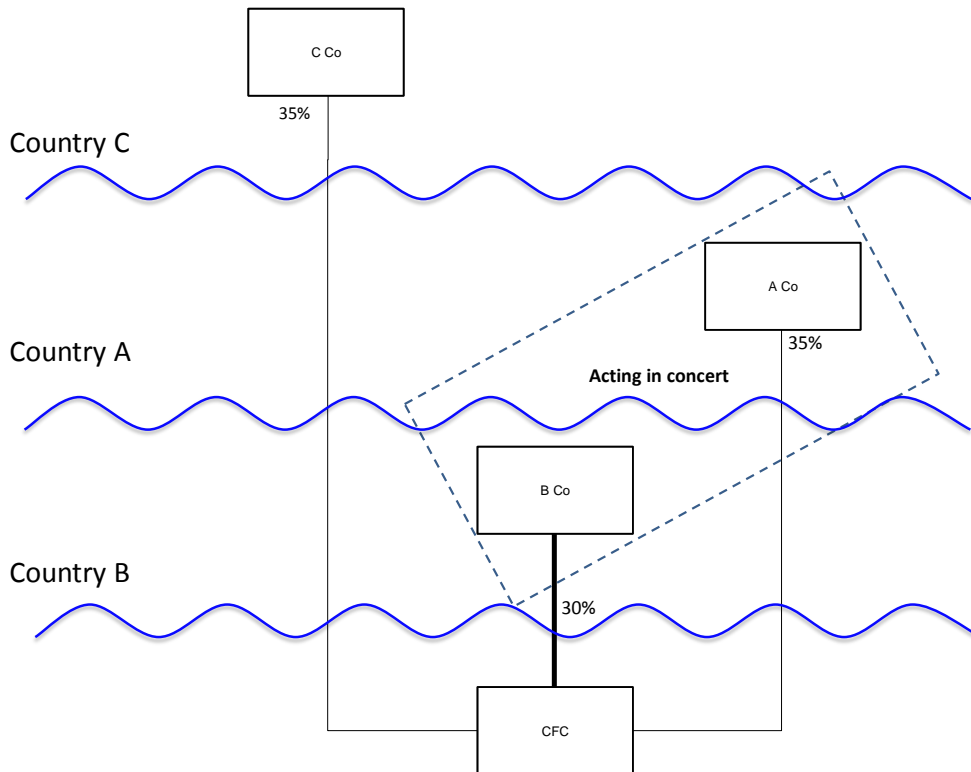 C Co
35%
Country C
A Co
35%
Country A
Acting in concert
B Co
Country B
30%
CFC